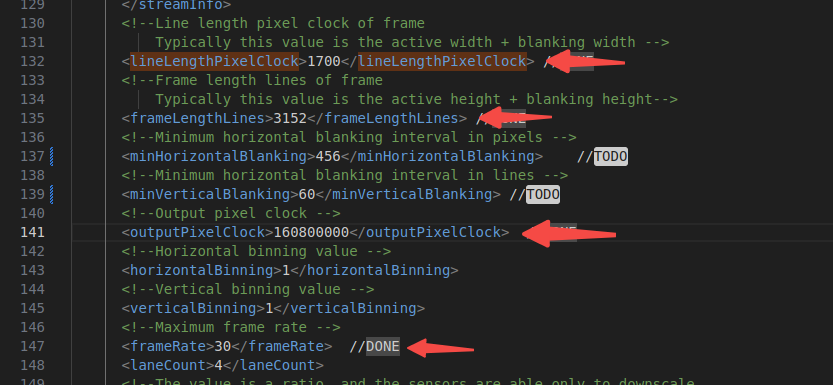 129 </streamInfo>
130 <!--Line length pixel clock of frame
131 Typically this value is the active width + blanking width -->
132 <lineLengthPixelClock>1700</lineLengthPixelClock> //
133 <!--Frame length lines of frame
134 Typically this value is the active height + blanking height-->
135 <frameLengthLines>3152</frameLengthLines> //
136 <!--Minimum horizontal blanking interval in pixels -->
137 <minHorizontalBlanking>456</minHorizontalBlanking> //TODO
138 <!--Minimum horizontal blanking interval in lines -->
139 <minVerticalBlanking>60</minVerticalBlanking> //TODO
140 <!--Output pixel clock -->
141 <outputPixelClock>160800000</outputPixelClock>
142 <!--Horizontal binning value -->
143 <horizontalBinning>1</horizontalBinning>
144 <!--Vertical binning value -->
145 <verticalBinning>1</verticalBinning>
146 <!--Maximum frame rate -->
147 <frameRate>30</frameRate> //DONE
148 <laneCount>4</laneCount>
149 <!--The value is a ratio, and the sensors are able only to downscale